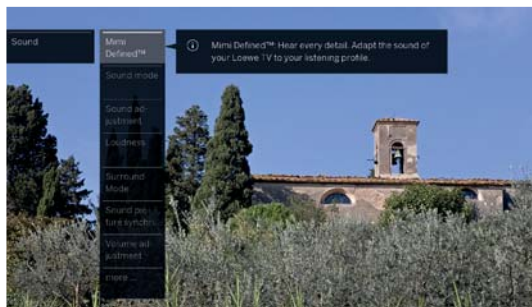 Sound
Mimi
Defined™
Mimi Defined™: Hear every detail. Adapt the sound of
your Loewe TV to your listening profile.
Sound mode
Sound ad-
justment
Loudness
Surround
Mode
Sound pic-
ture synchro
Volume ad-
justment
more ...